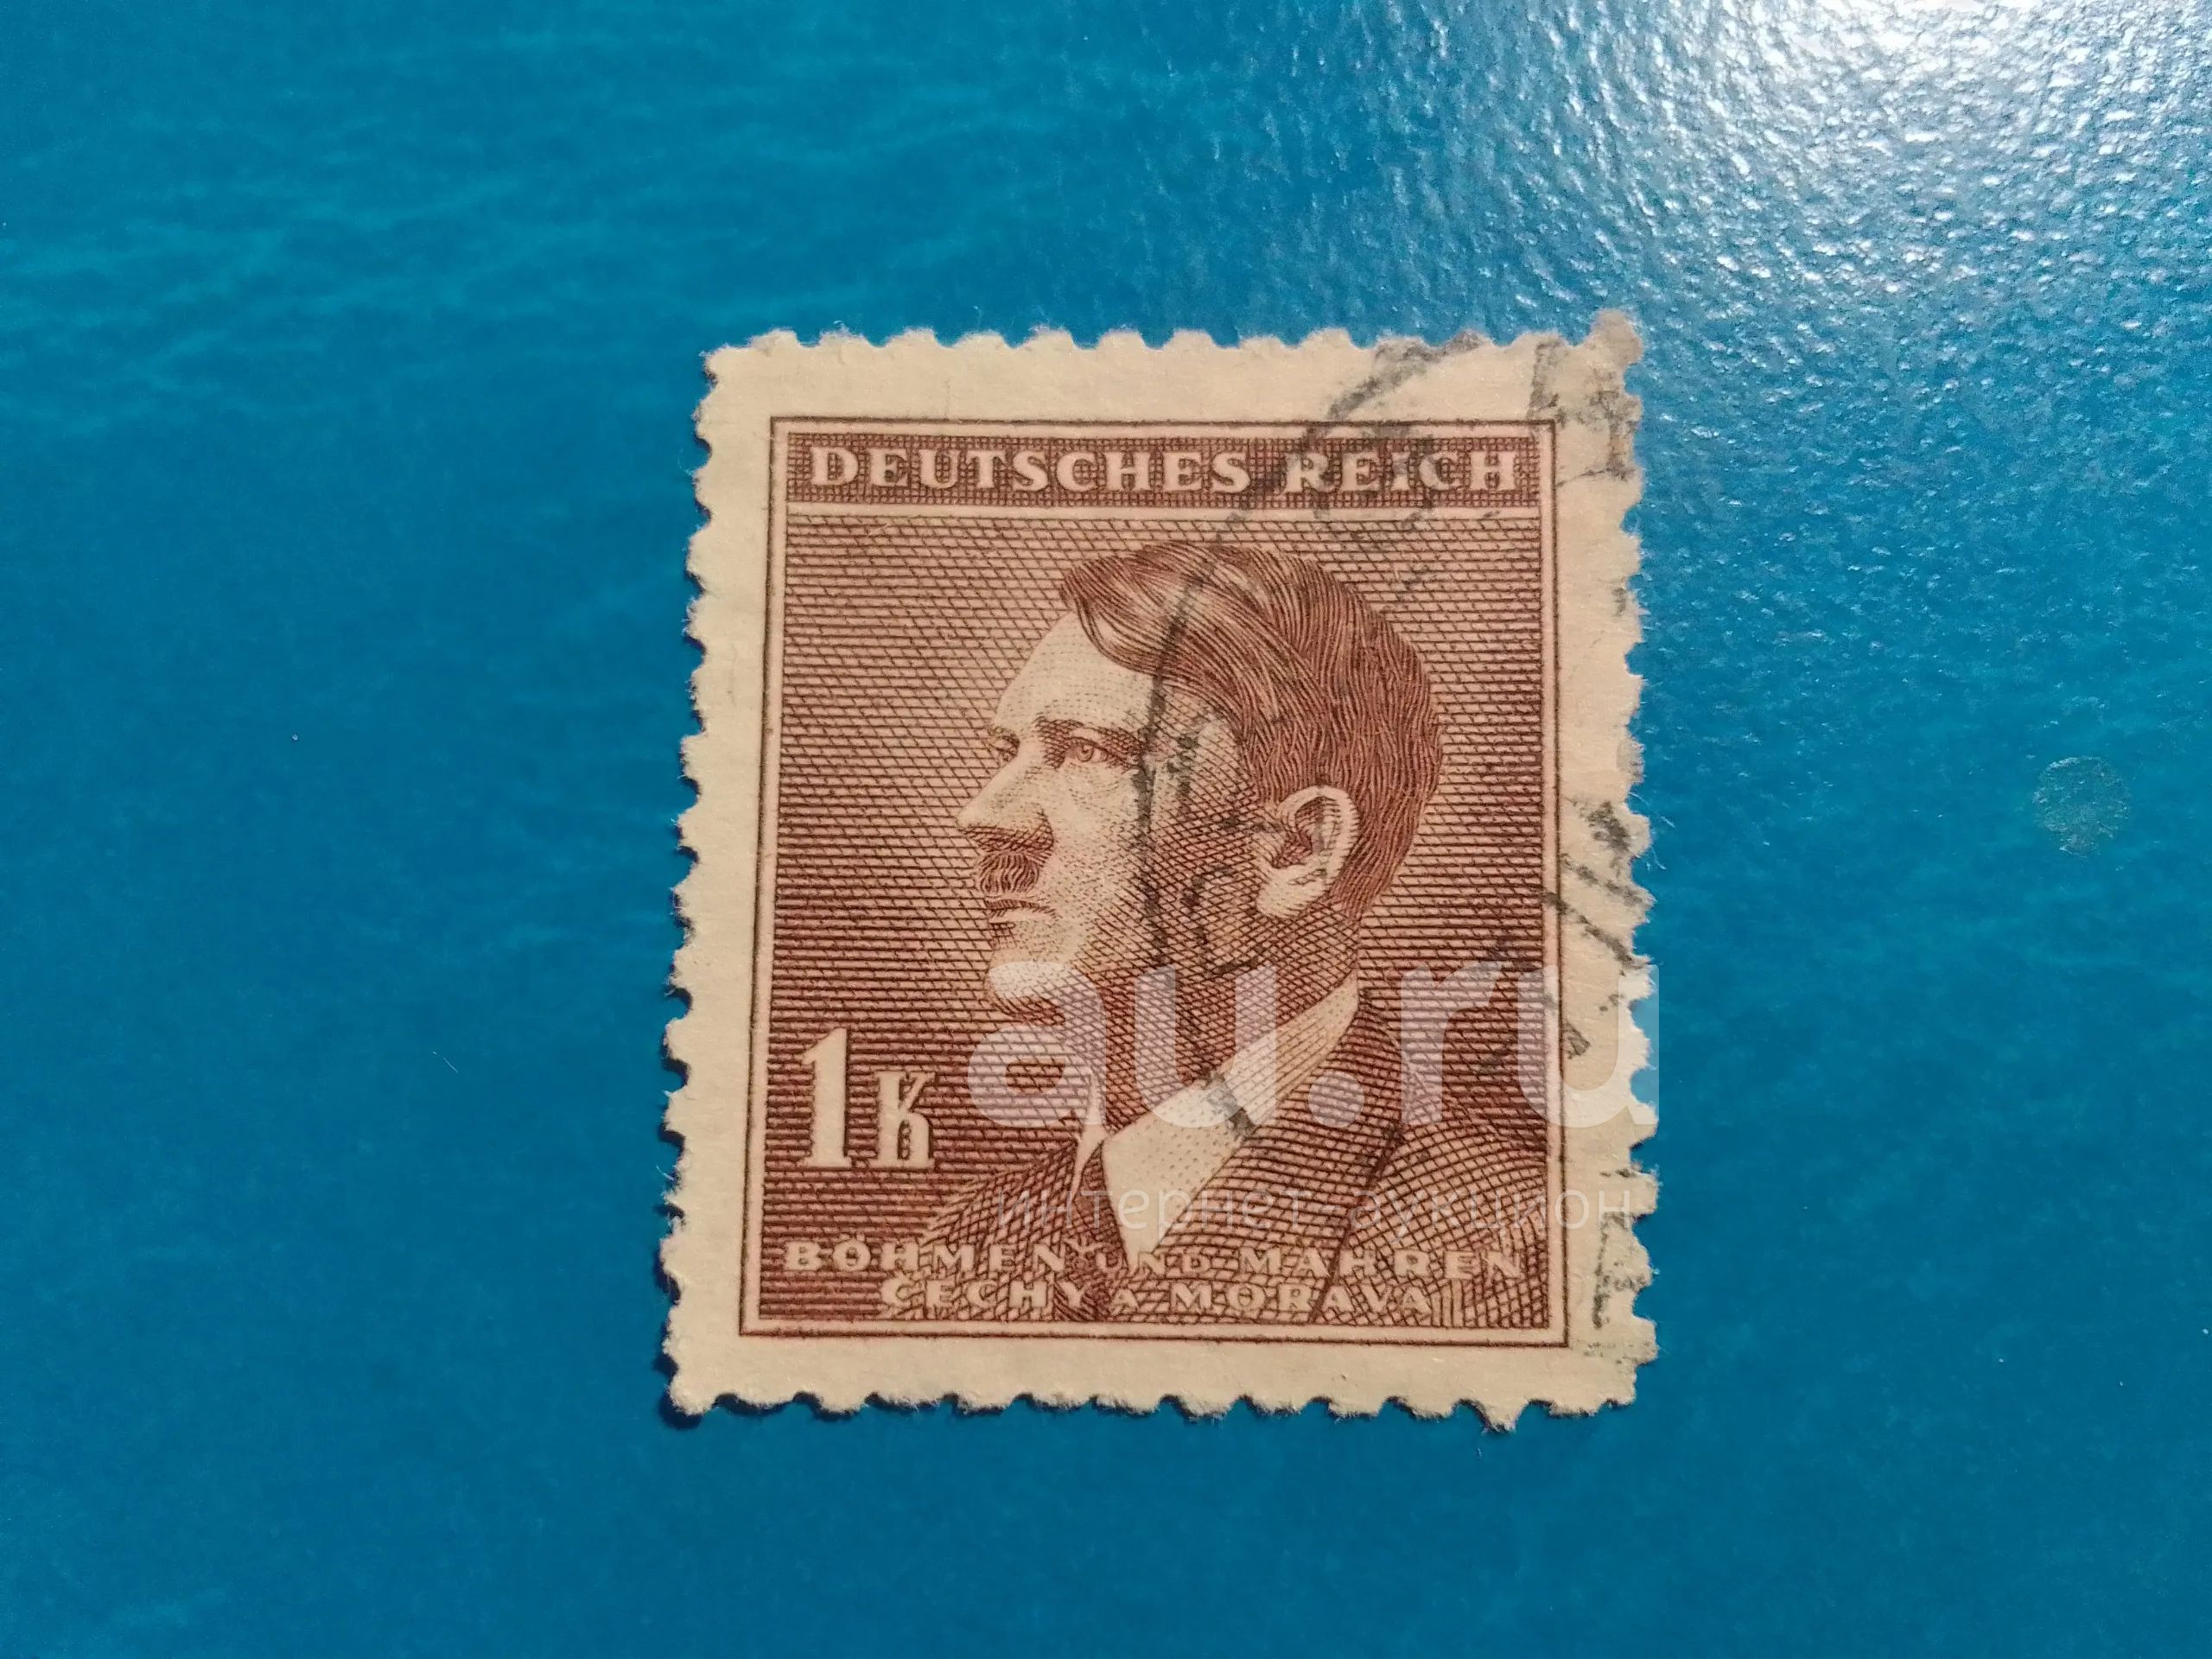 DEUTSCHES REICH
1 K
au.ru
интернет-аукцион
BÖHMEN UND MÄHREN
ČECHY A MORAVA